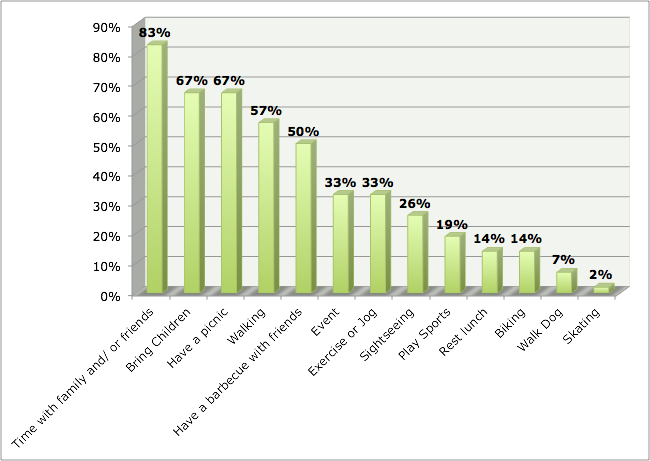 90%
80%
70%
60%
50%
40%
30%
20%
10%
0%
83%
67%
67%
57%
50%
33%
33%
26%
19%
14%
14%
7%
2%
Time with family and/ or friends
Bring Children
Have a picnic
Walking
Have a barbecue with friends
Event
Exercise or Jog
Sightseeing
Play Sports
Rest lunch
Biking
Walk Dog
Skating